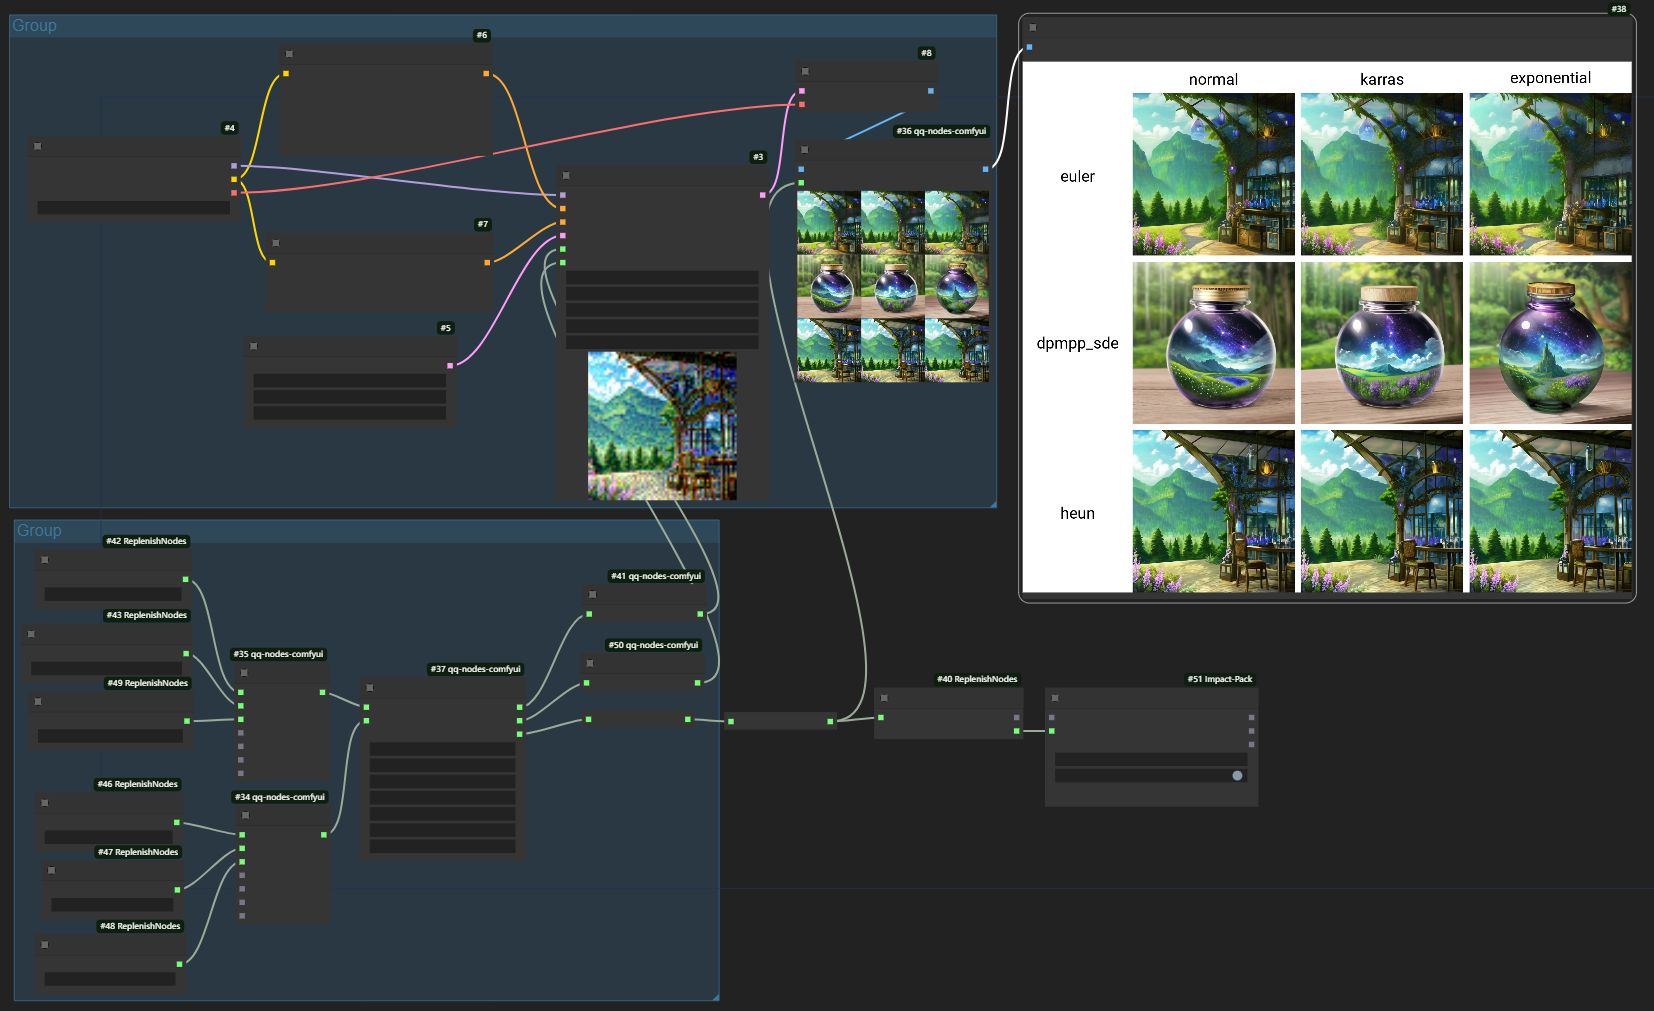 Group
#6
#4
#7
#5
#3
#8
#36 qq-nodes-comfyui
#38
normal karras exponential
euler
dpmpp_sde
heun
Group
#42 ReplenishNodes
#43 ReplenishNodes
#49 ReplenishNodes
#35 qq-nodes-comfyui
#37 qq-nodes-comfyui
#41 qq-nodes-comfyui
#50 qq-nodes-comfyui
#46 ReplenishNodes
#34 qq-nodes-comfyui
#47 ReplenishNodes
#48 ReplenishNodes
#40 ReplenishNodes
#51 Impact-Pack